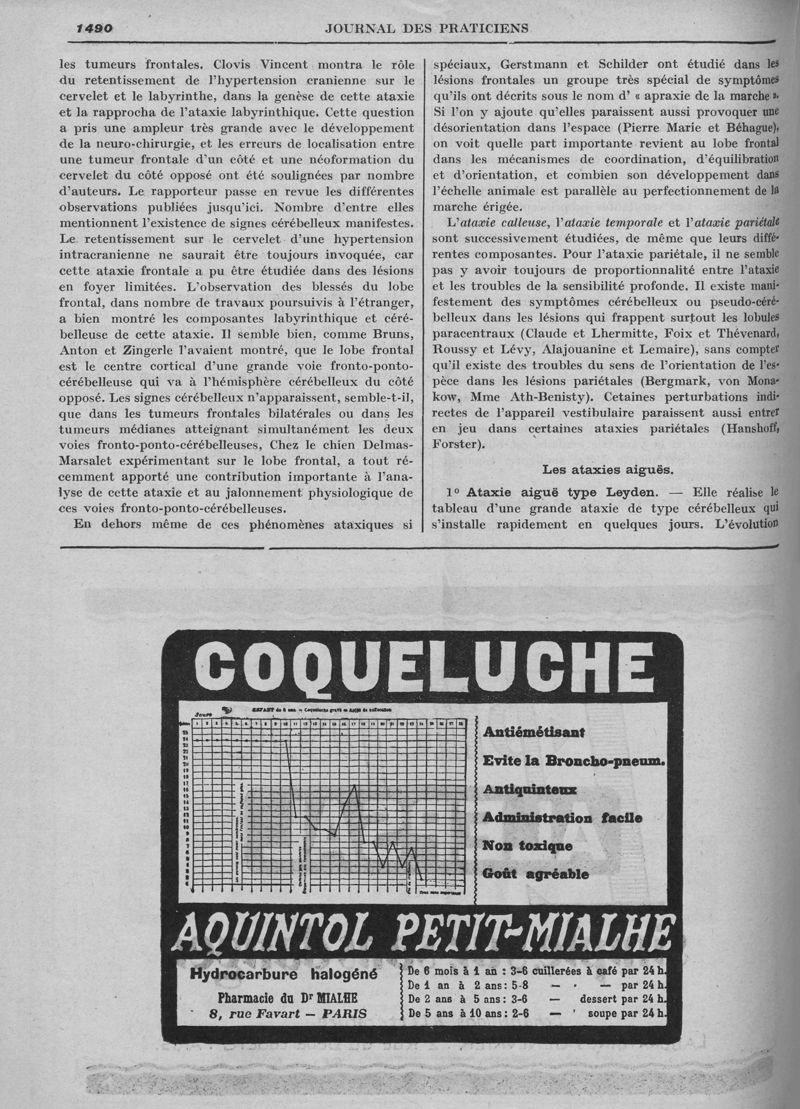 1490
JOURNAL DES PRATICIENS
les tumeurs frontales. Clovis Vincent montra le rôle
du retentissement de l'hypertension cranienne sur le
cervelet et le labyrinthe, dans la genèse de cette ataxie
et la rapprocha de l'ataxie labyrinthique. Cette question
a pris une ampleur très grande avec le développement
de la neuro-chirurgie, et les erreurs de localisation entre
une tumeur frontale d'un côté et une néoformation du
cervelet du côté opposé ont été soulignées par nombre
d'auteurs. Le rapporteur passe en revue les différentes
observations publiées jusqu'ici. Nombre d'entre elles
mentionnent l'existence de signes cérébelleux manifestes.
Le retentissement sur le cervelet d'une hypertension
intracranienne ne saurait être toujours invoquée, car
cette ataxie frontale a pu être étudiée dans des lésions
en foyer limitées. L'observation des blessés du lobe
frontal, dans nombre de travaux poursuivis à l'étranger,
a bien montré les composantes labyrinthique et céré-
belleuse de cette ataxie. Il semble bien, comme Bruns,
Anton et Zingerle l'avaient montré, que le lobe frontal
est le centre cortical d'une grande voie fronto-ponto-
cérébelleuse qui va à l'hémisphère cérébelleux du côté
opposé. Les signes cérébelleux n'apparaissent, semble-t-il,
que dans les tumeurs frontales bilatérales ou dans les
tumeurs médianes atteignant simultanément les deux
voies fronto-ponto-cérébelleuses, Chez le chien Delmas-
Marsalet expérimentant sur le lobe frontal, a tout ré-
cemment apporté une contribution importante à l'ana-
lyse de cette ataxie et au jalonnement physiologique de
ces voies fronto-ponto-cérébelleuses.
En dehors même de ces phénomènes ataxiques si
spéciaux, Gerstmann et Schilder ont étudié dans les
lésions frontales un groupe très spécial de symptômes
qu'ils ont décrits sous le nom d' « apraxie de la marche ».
Si l'on y ajoute qu'elles paraissent aussi provoquer une
désorientation dans l'espace (Pierre Marie et Béhague),
on voit quelle part importante revient au lobe frontal
dans les mécanismes de coordination, d'équilibration
et d'orientation, et combien son développement dans
l'échelle animale est parallèle au perfectionnement de la
marche érigée.
L'ataxie calleuse, l'ataxie temporale et l'ataxie pariétale
sont successivement étudiées, de même que leurs diffé-
rentes composantes. Pour l'ataxie pariétale, il ne semble
pas y avoir toujours de proportionnalité entre l'ataxie
et les troubles de la sensibilité profonde. Il existe mani-
festement des symptômes cérébelleux ou pseudo-céré-
belleux dans les lésions qui frappent surtout les lobules
paracentraux (Claude et Lhermitte, Foix et Thévenard,
Roussy et Lévy, Alajouanine et Lemaire), sans compter
qu'il existe des troubles du sens de l'orientation de l'es-
pèce dans les lésions pariétales (Bergmark, von Mona-
kow, Mme Ath-Benisty). Cetaines perturbations indi-
rectes de l'appareil vestibulaire paraissent aussi entrer
en jeu dans certaines ataxies pariétales (Hanshoff,
Forster).
Les ataxies aiguës.
1º Ataxie aiguë type Leyden. — Elle réalise le
tableau d'une grande ataxie de type cérébelleux qui
s'installe rapidement en quelques jours. L'évolution
COQUELUCHE
Jours
Antiémétisant
Evite la Broncho-pneum.
Antiquinteux
Administration facile
Non toxique
Goût agréable
AQUINTOL PETIT-MIALHE
Hydrocarbure halogéné
Pharmacie du Dr MIALHE
8, rue Favart — PARIS
De 6 mois à 1 an : 3-6 cuillerées à café par 24 h.
De 1 an à 2 ans : 5-8 — — par 24 h.
De 2 ans à 5 ans : 3-6 — dessert par 24 h.
De 5 ans à 10 ans : 2-6 — soupe par 24 h.